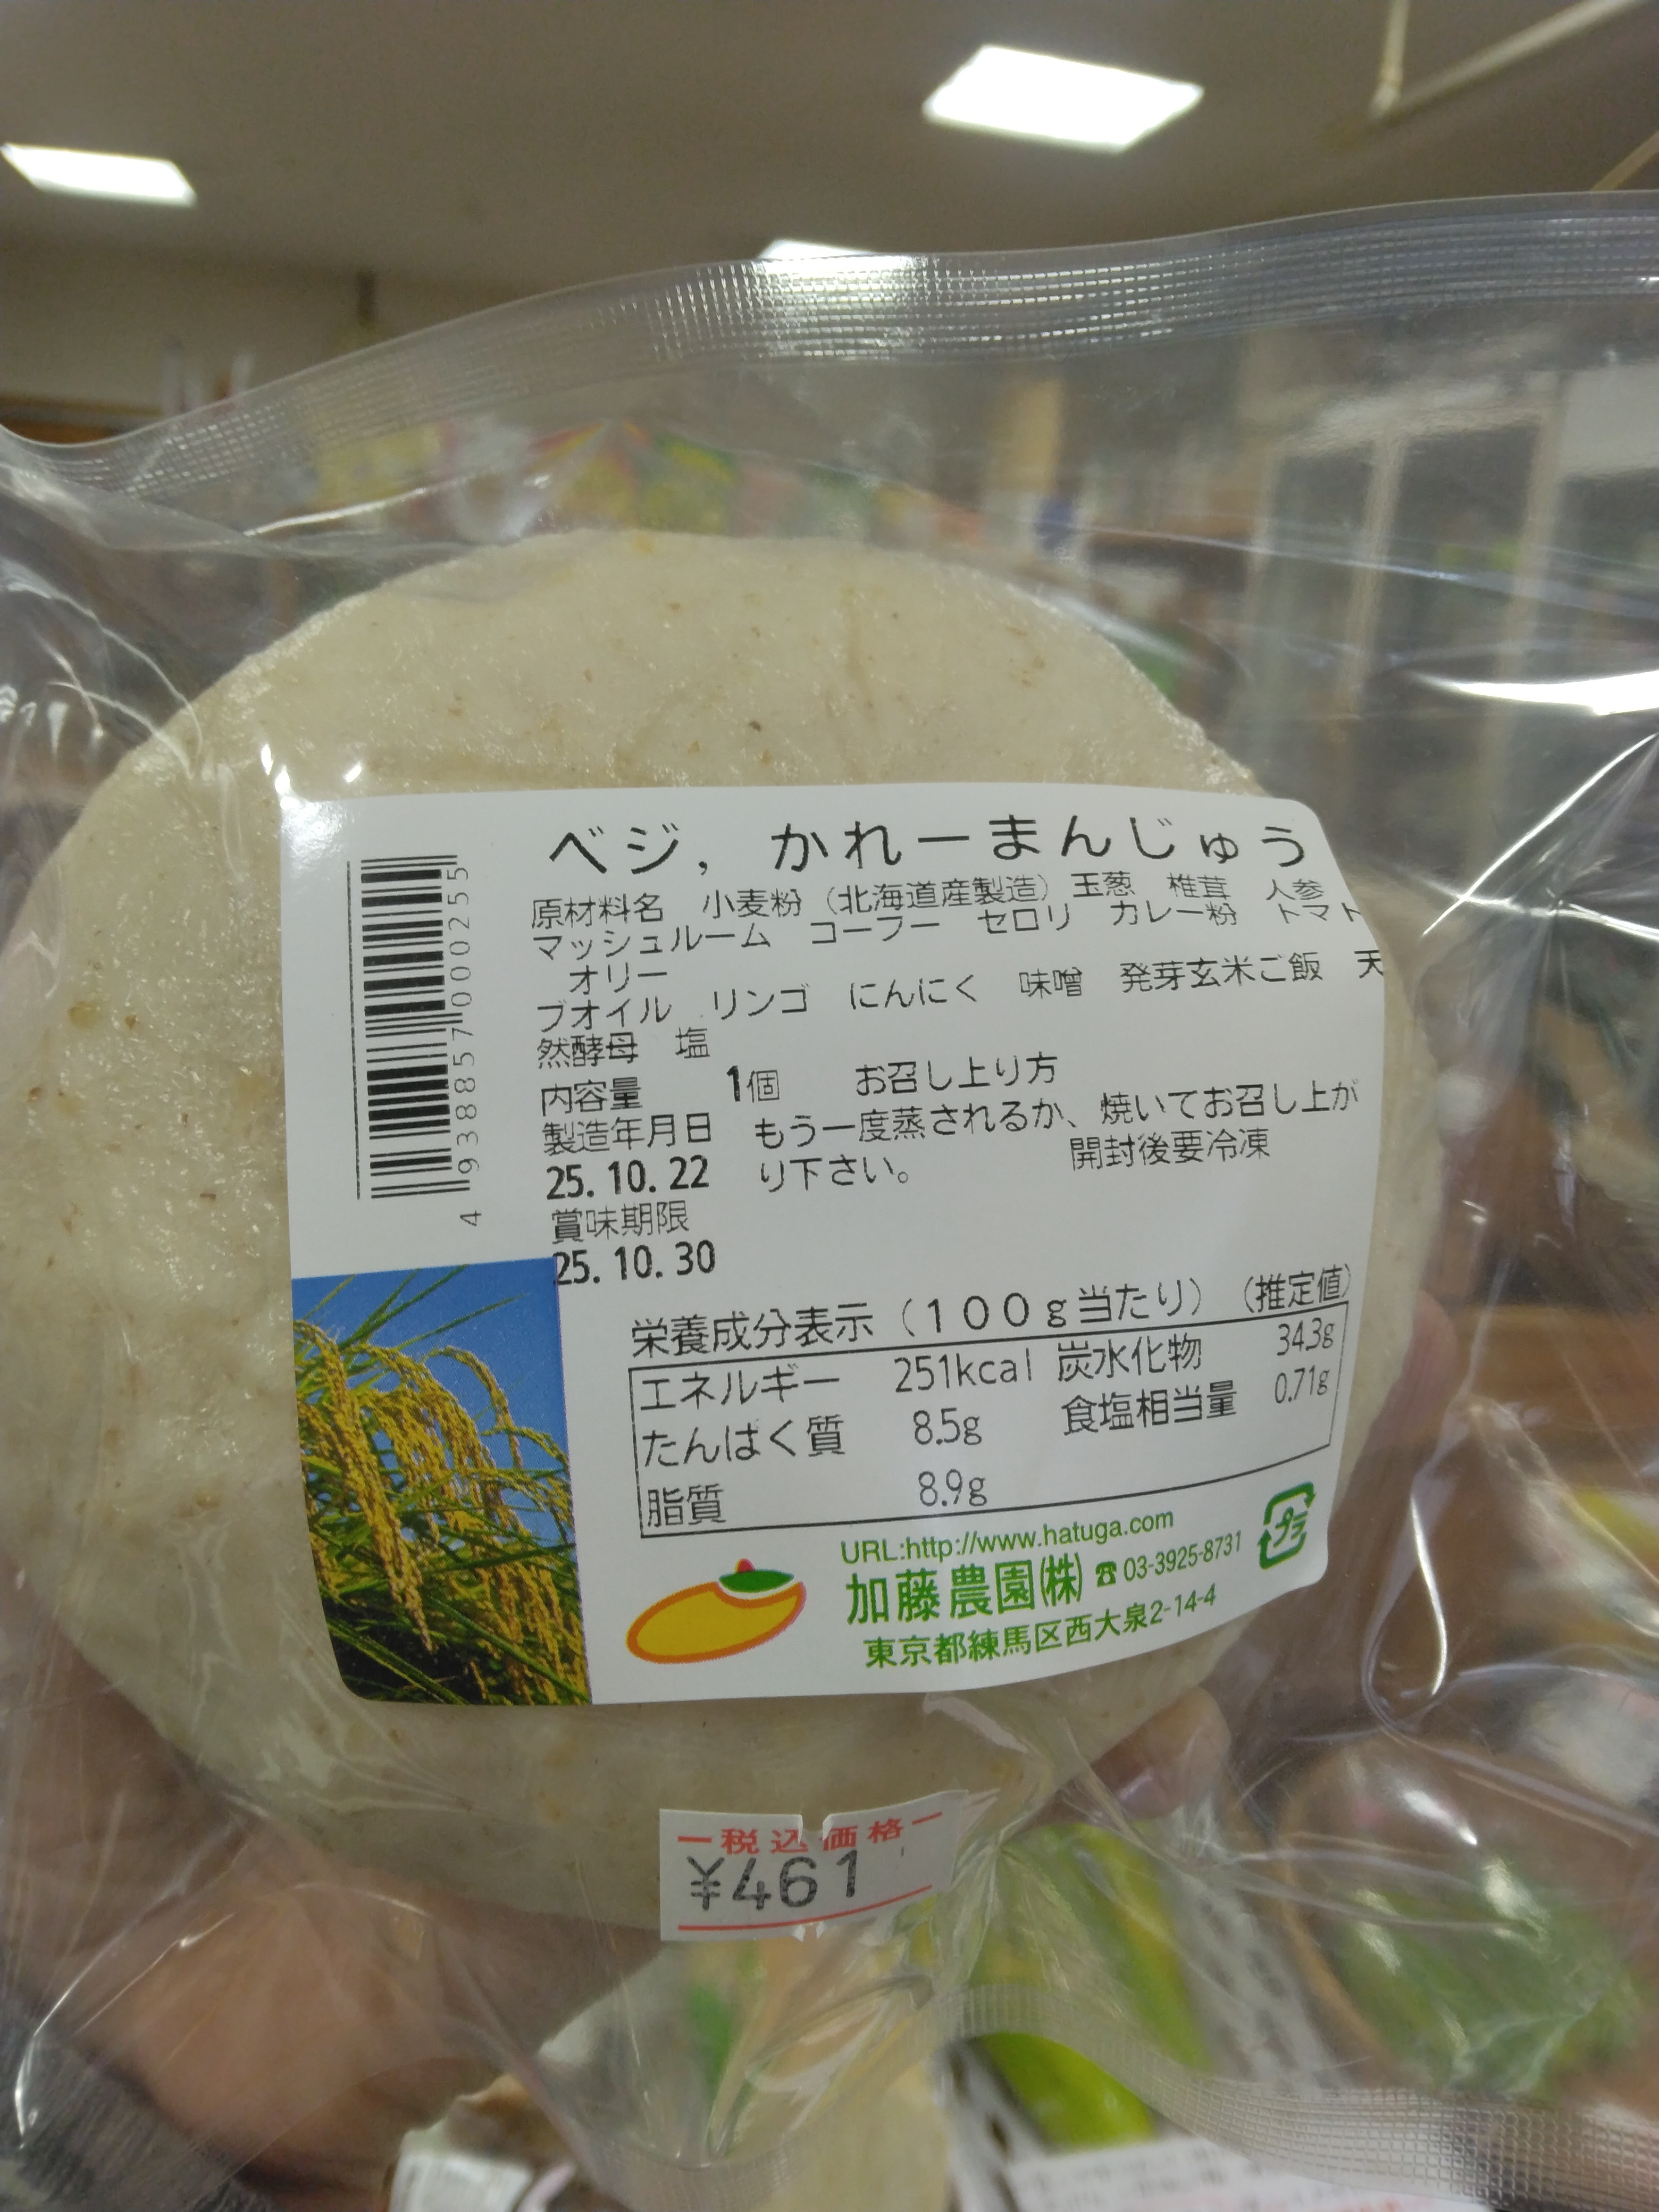 ベジ，かれーまんじゅう
原材料名　小麦粉（北海道産製造）玉葱　椎茸　人参
マッシュルーム　コーフー　セロリ　カレー粉　トマト
オリー
ブオイル　リンゴ　にんにく　味噌　発芽玄米ご飯　天
然酵母　塩
内容量　1個　お召し上り方
製造年月日　もう一度蒸されるか、焼いてお召し上が
25.10.22　り下さい。　開封後要冷凍
賞味期限
25.10.30
4938857000255
栄養成分表示（１００ｇ当たり）（推定値）
エネルギー　251kcal　炭水化物　34.3g
たんぱく質　8.5g　食塩相当量　0.71g
脂質　8.9g
URL:http://www.hatuga.com
加藤農園㈱ ☎ 03-3925-8731
プラ
東京都練馬区西大泉2-14-4
税込価格
¥461